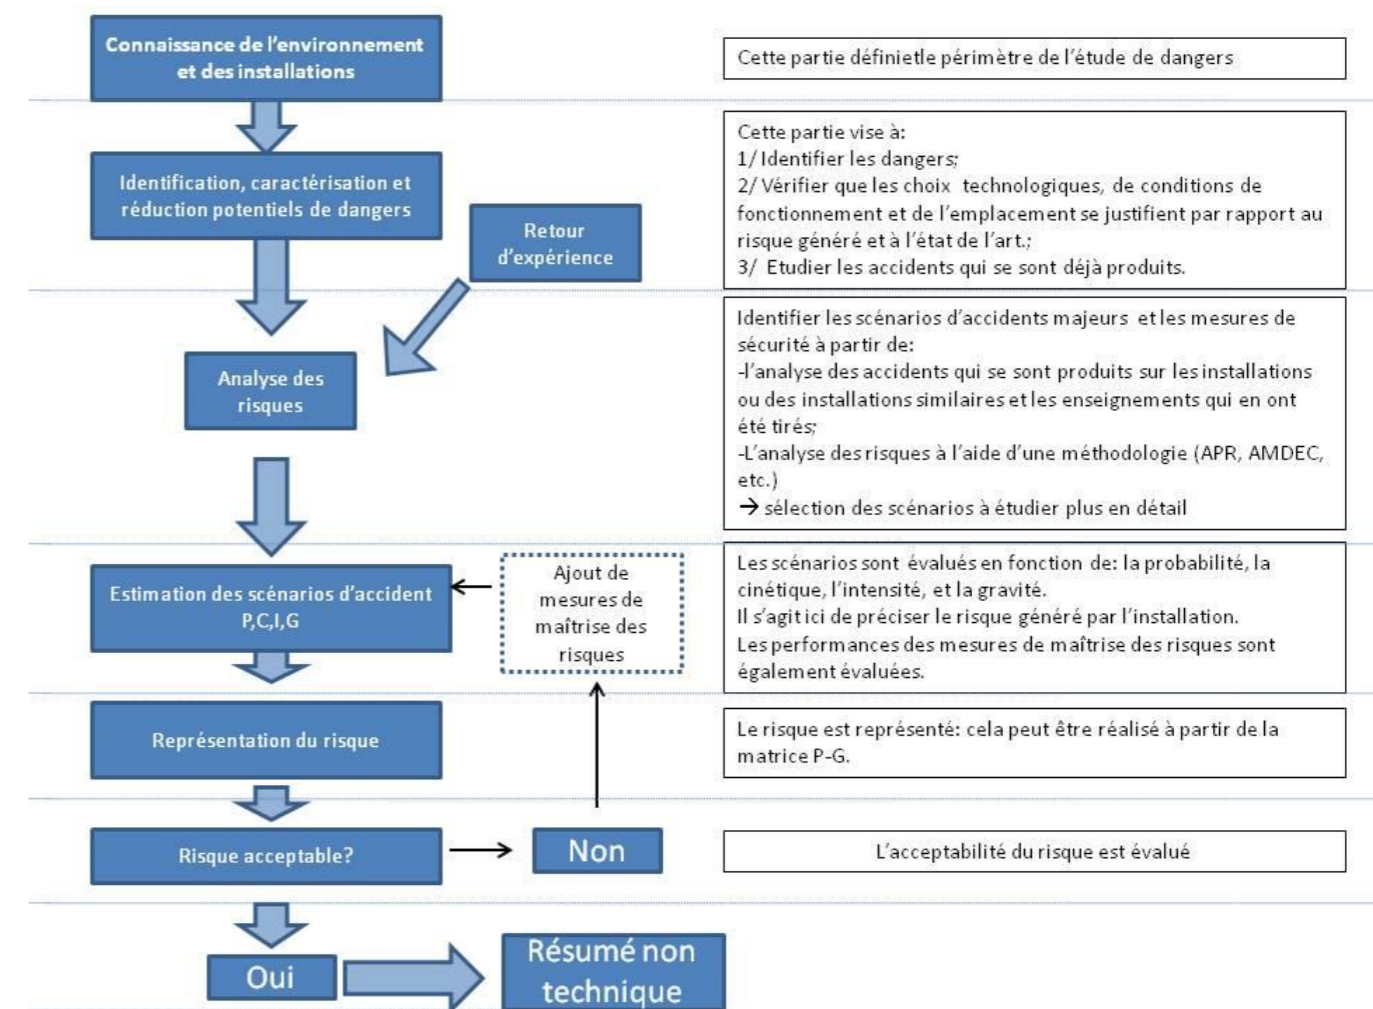 Connaissance de l'environnement
et des installations
Cette partie définietle périmètre de l'étude de dangers
Identification, caractérisation et
réduction potentiels de dangers
Retour
d'expérience
Cette partie vise à:
1/ Identifier les dangers;
2/ Vérifier que les choix technologiques, de conditions de
fonctionnement et de l'emplacement se justifient par rapport au
risque généré et à l'état de l'art.;
3/ Etudier les accidents qui se sont déjà produits.
Analyse des
risques
Identifier les scénarios d'accidents majeurs et les mesures de
sécurité à partir de:
-l'analyse des accidents qui se sont produits sur les installations
ou des installations similaires et les enseignements qui en ont
été tirés;
-L'analyse des risques à l'aide d'une méthodologie (APR, AMDEC,
etc.)
→ sélection des scénarios à étudier plus en détail
Estimation des scénarios d'accident
P,C,I,G
Ajout de
mesures de
maîtrise des
risques
Les scénarios sont évalués en fonction de: la probabilité, la
cinétique, l'intensité, et la gravité.
Il s'agit ici de préciser le risque généré par l'installation.
Les performances des mesures de maîtrise des risques sont
également évaluées.
Représentation du risque
Le risque est représenté: cela peut être réalisé à partir de la
matrice P-G.
Risque acceptable?
Non
L'acceptabilité du risque est évalué
Oui
Résumé non
technique